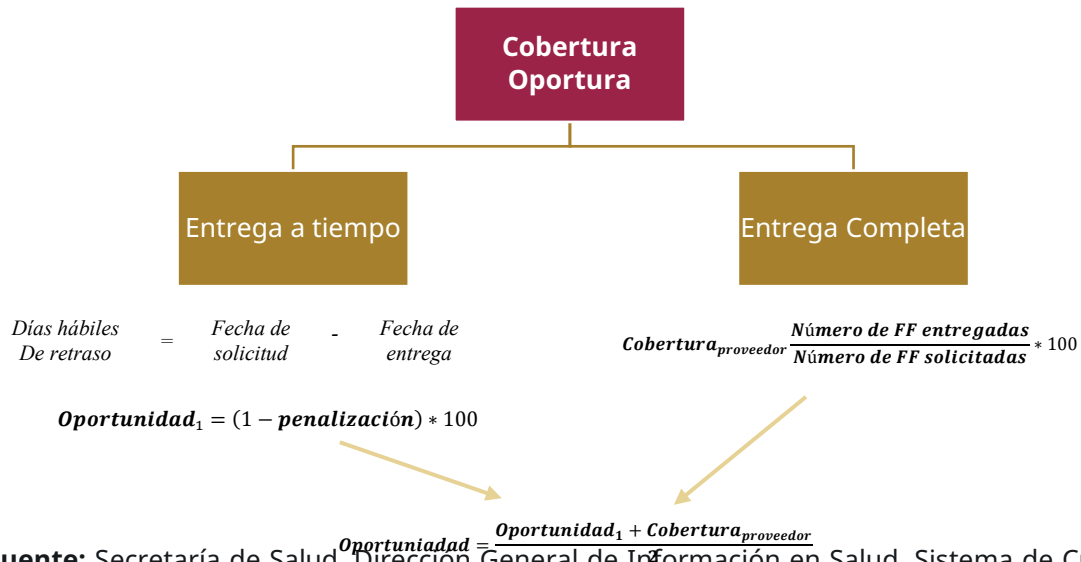 Cobertura
Oportura
Entrega a tiempo
Entrega Completa
Días hábiles De retraso = Fecha de solicitud - Fecha de entrega
Cobertura_proveedor Número de FF entregadas / Número de FF solicitadas * 100
Oportunidad₁ = (1 − penalización) * 100
Oportuniadad = Oportunidad₁ + Cobertura_proveedor / 2
uente: Secretaría de Salud. Dirección General de Información en Salud. Sistema de C